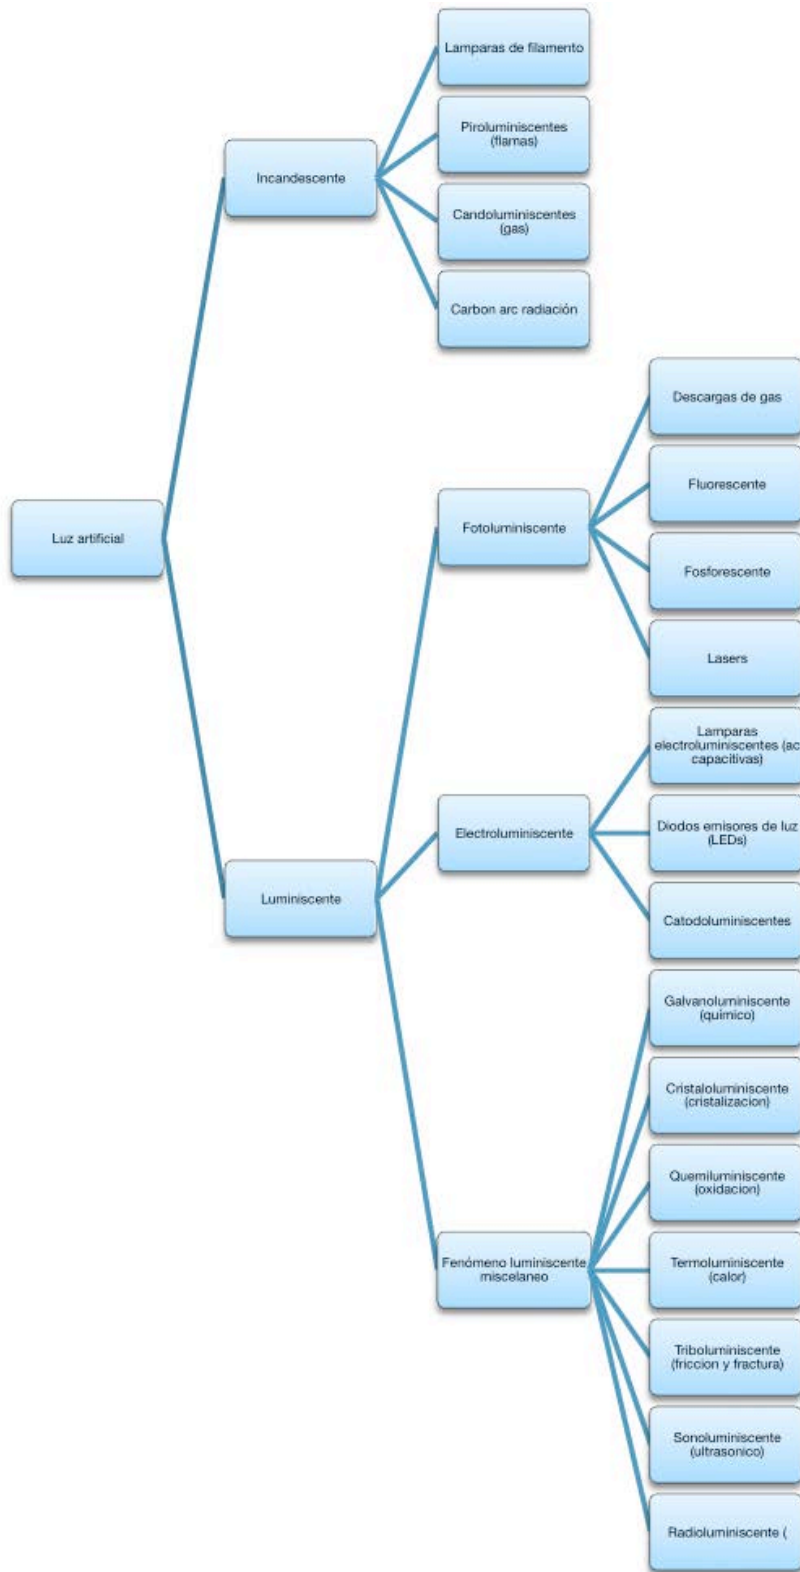 Lamparas de filamento
Piroluminiscentes
(flamas)
Incandescente
Candoluminiscentes
(gas)
Carbon arc radiación
Descargas de gas
Fluorescente
Fotoluminiscente
Luz artificial
Fosforescente
Lasers
Lamparas
electroluminiscentes (ac
capacitivas)
Electroluminiscente
Diodos emisores de luz
(LEDs)
Luminiscente
Catodoluminiscentes
Galvanoluminiscente
(químico)
Cristaloluminiscente
(cristalizacion)
Quemiluminiscente
(oxidacion)
Fenómeno luminiscente
miscelaneo
Termoluminiscente
(calor)
Triboluminiscente
(friccion y fractura)
Sonoluminiscente
(ultrasonico)
Radioluminiscente (